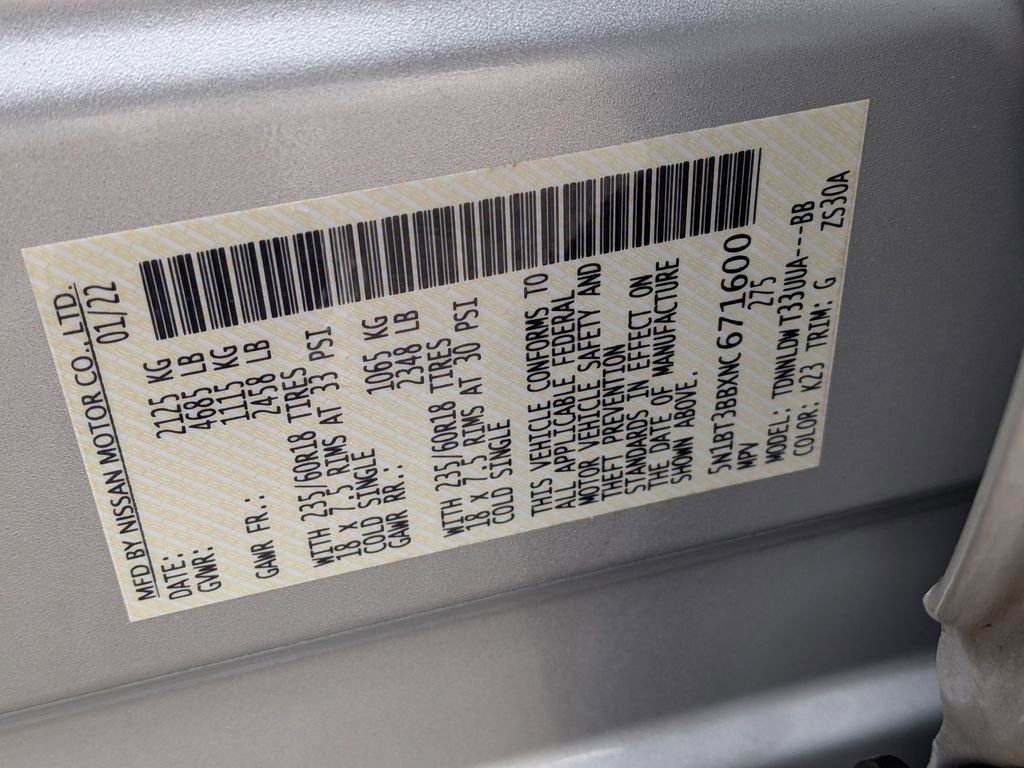 MFD BY NISSAN MOTOR CO., LTD.
DATE: 01/22
GVWR: 2125 KG
4685 LB
GAWR FR.: 1115 KG
2458 LB
WITH 235/60R18 TIRES
18 X 7.5 RIMS AT 33 PSI
COLD SINGLE
GAWR RR.: 1065 KG
2348 LB
WITH 235/60R18 TIRES
18 X 7.5 RIMS AT 30 PSI
COLD SINGLE
THIS VEHICLE CONFORMS TO
ALL APPLICABLE FEDERAL
MOTOR VEHICLE SAFETY AND
THEFT PREVENTION
STANDARDS IN EFFECT ON
THE DATE OF MANUFACTURE
SHOWN ABOVE.
5N1BT3BBXNC671600
MPV 275
MODEL: TDNNLDW T33UUA---BB
COLOR: K23 TRIM: G ZS30A